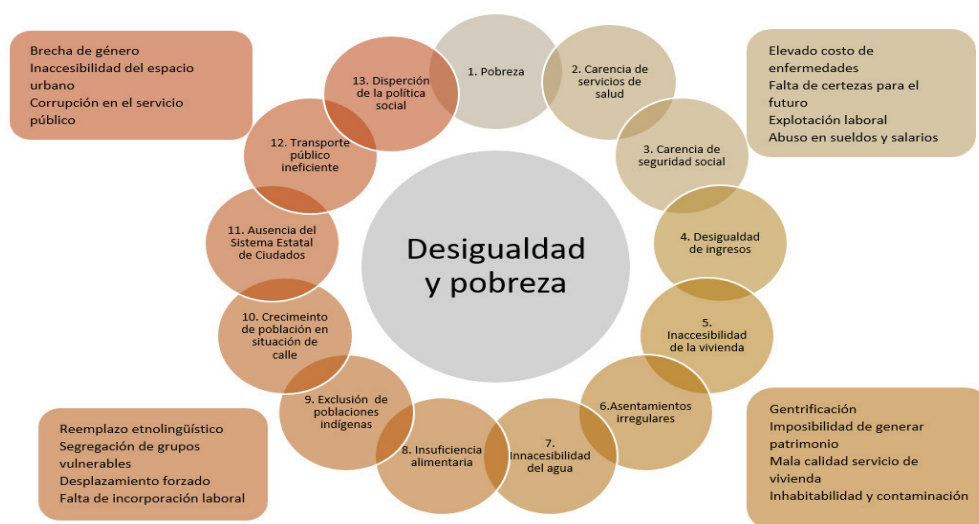 Brecha de género
Inaccesibilidad del espacio
urbano
Corrupción en el servicio
público
Elevado costo de
enfermedades
Falta de certezas para el
futuro
Explotación laboral
Abuso en sueldos y salarios
Desigualdad
y pobreza
1. Pobreza
2. Carencia de
servicios de
salud
3. Carencia de
seguridad social
4. Desigualdad
de ingresos
5.
Inaccesibilidad
de la vivienda
6.Asentamientos
irregulares
7.
Innacesibilidad
del agua
8. Insuficiencia
alimentaria
9. Exclusión de
poblaciones
indígenas
10. Crecimeinto
de población en
situación de
calle
11. Ausencia del
Sistema Estatal
de Ciudados
12. Transporte
público
ineficiente
13. Disperción
de la política
social
Reemplazo etnolingüístico
Segregación de grupos
vulnerables
Desplazamiento forzado
Falta de incorporación laboral
Gentrificación
Imposibilidad de generar
patrimonio
Mala calidad servicio de
vivienda
Inhabitabilidad y contaminación